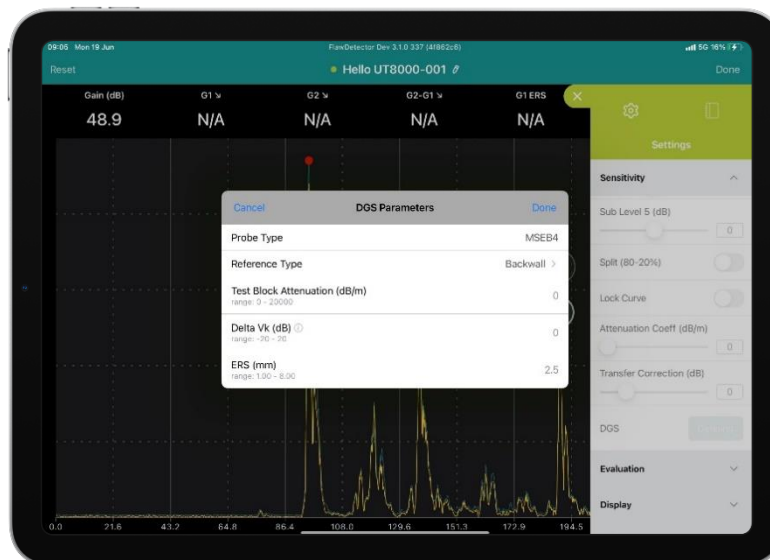 09:06 Mon 19 Jun
FlawDetector Dev 3.1.0 337 (41862c6)
5G 16%
Reset
Hello UT8000-001
Done
Gain (dB)
G1
G2
G2-G1
G1 ERS
48.9
N/A
N/A
N/A
N/A
Settings
Sensitivity
Sub Level 5 (dB)
0
Split (80-20%)
Lock Curve
Attenuation Coeff (dB/m)
0
Transfer Correction (dB)
0
DGS
Evaluation
Display
Cancel
DGS Parameters
Done
Probe Type
MSEB4
Reference Type
Backwall
Test Block Attenuation (dB/m)
range: 0 - 20000
0
Delta Vk (dB)
range: -20 - 20
0
ERS (mm)
range: 1.00 - 8.00
2.5
0.0 21.6 43.2 64.8 86.4 108.0 129.6 151.3 172.9 194.5